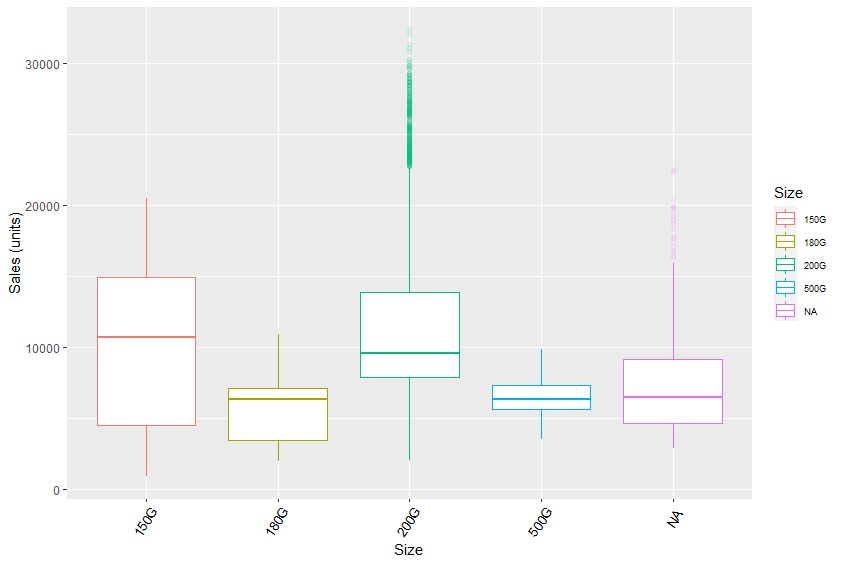 30000
20000
10000
0
Sales (units)
150G
180G
200G
500G
NA
Size
Size
150G
180G
200G
500G
NA